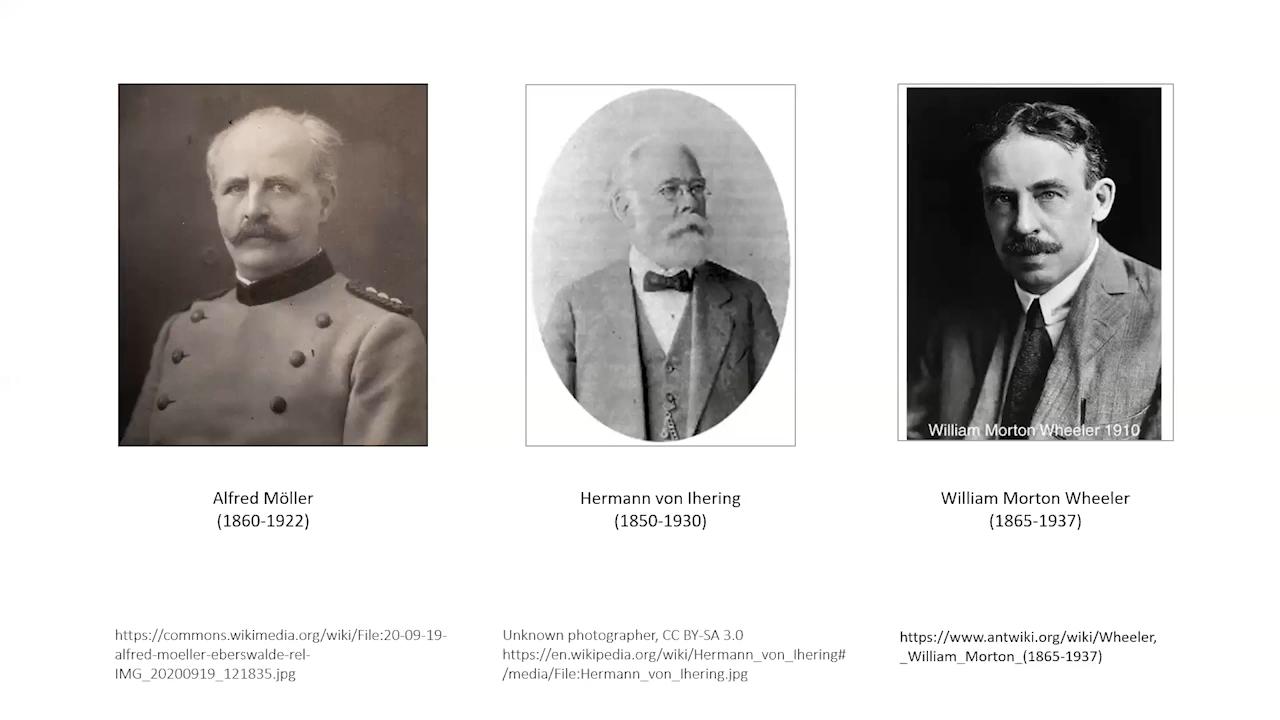 William Morton Wheeler 1910
Alfred Möller
(1860-1922)
Hermann von Ihering
(1850-1930)
William Morton Wheeler
(1865-1937)
https://commons.wikimedia.org/wiki/File:20-09-19-
alfred-moeller-eberswalde-rel-
IMG_20200919_121835.jpg
Unknown photographer, CC BY-SA 3.0
https://en.wikipedia.org/wiki/Hermann_von_Ihering#
/media/File:Hermann_von_Ihering.jpg
https://www.antwiki.org/wiki/Wheeler,
_William_Morton_(1865-1937)